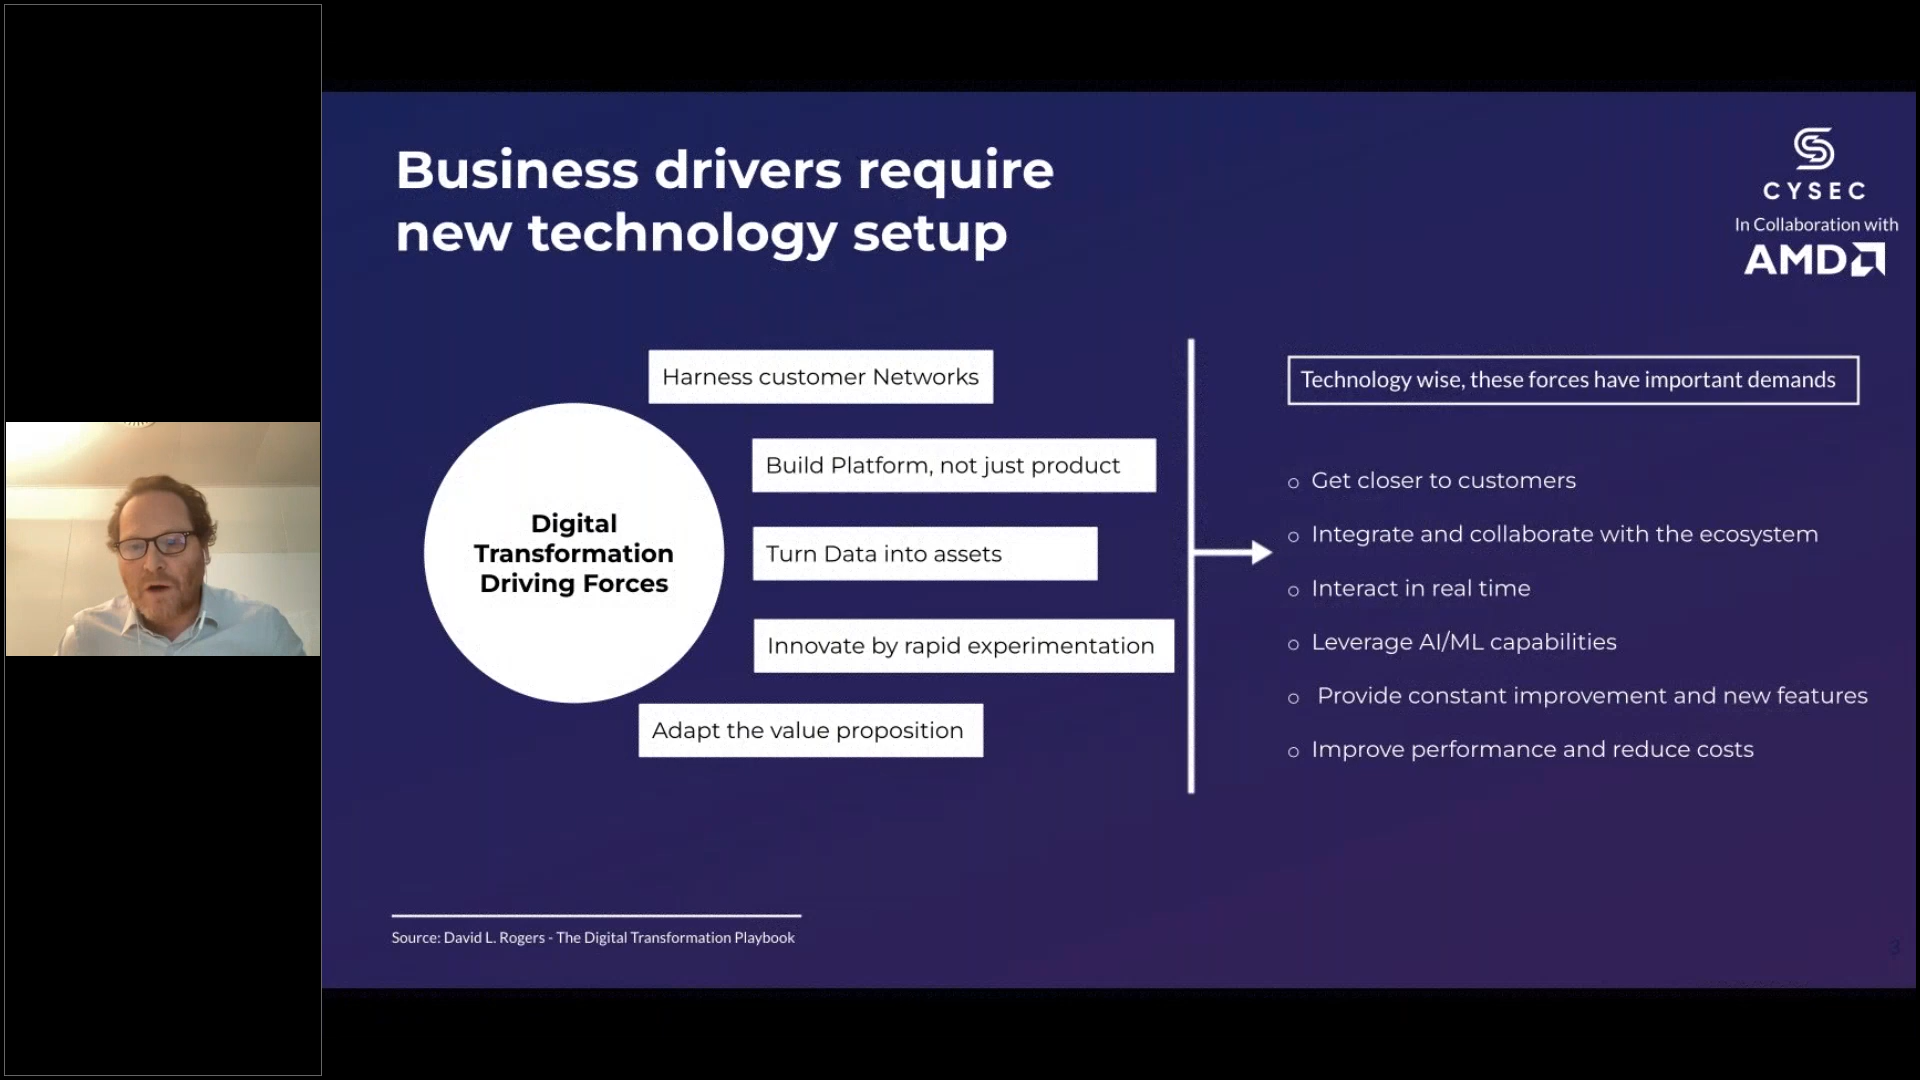 Business drivers require
new technology setup
CYSEC
In Collaboration with
AMD
Harness customer Networks
Build Platform, not just product
Turn Data into assets
Innovate by rapid experimentation
Adapt the value proposition
Digital
Transformation
Driving Forces
Technology wise, these forces have important demands
o Get closer to customers
o Integrate and collaborate with the ecosystem
o Interact in real time
o Leverage AI/ML capabilities
o Provide constant improvement and new features
o Improve performance and reduce costs
Source: David L. Rogers - The Digital Transformation Playbook
3